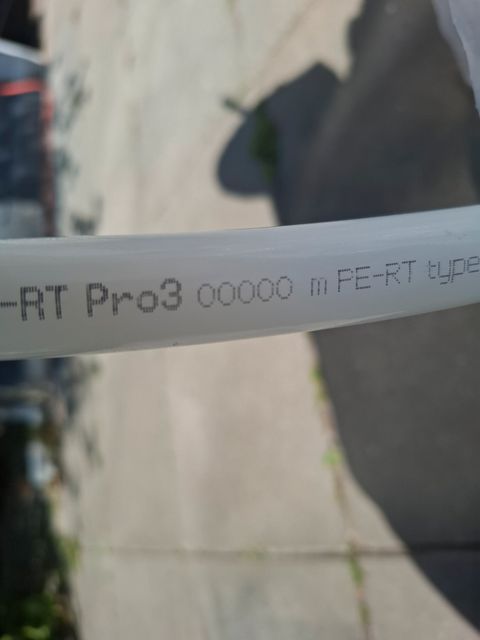 -RT Pro3 00000 m PE-RT type